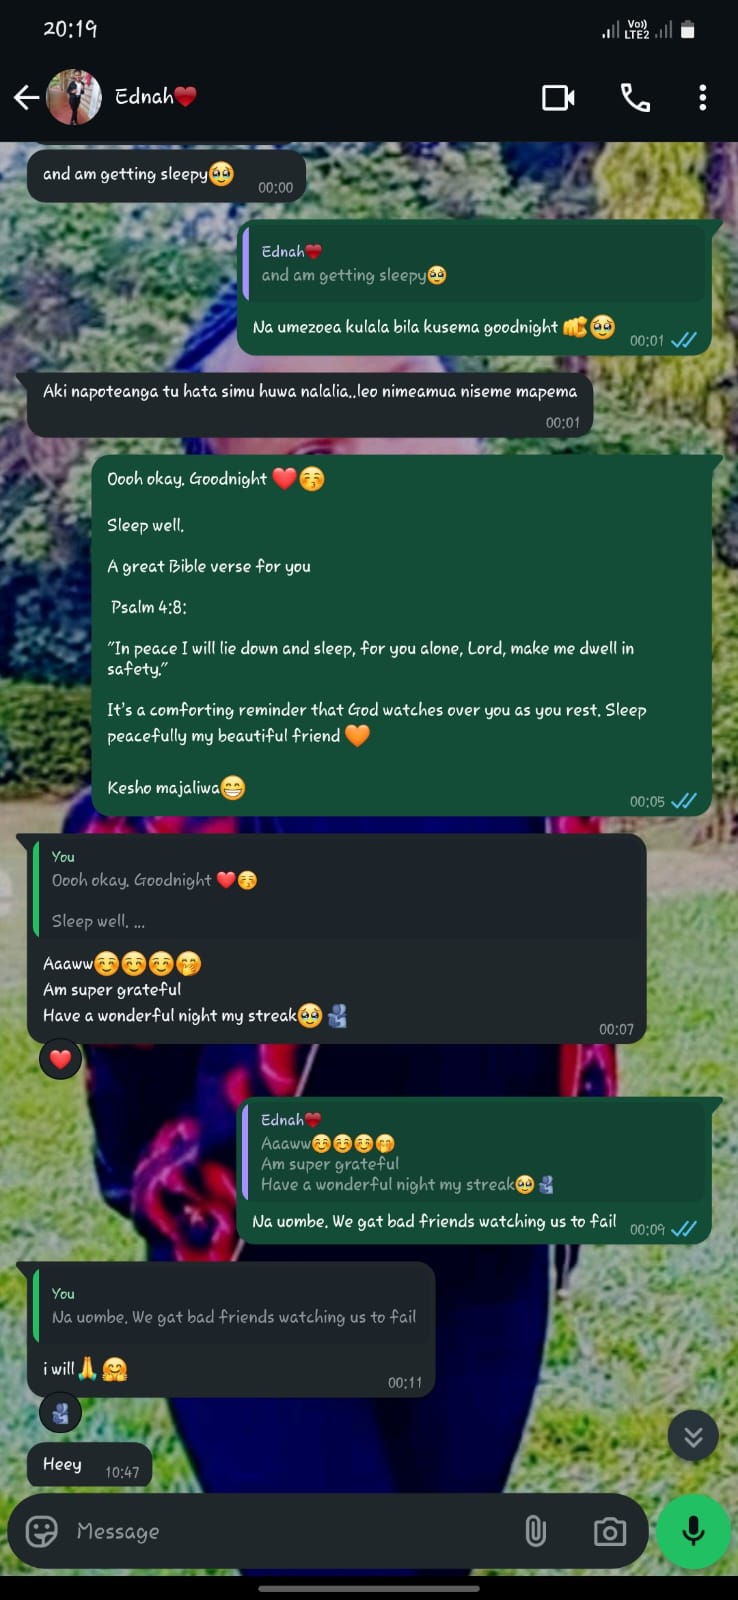 20:19
Vo))
LTE2
Ednah❤️
and am getting sleepy🥹
00:00
Ednah❤️
and am getting sleepy🥹
Na umezoea kulala bila kusema goodnight 🫵🥹
00:01
Aki napoteanga tu hata simu huwa nalalia..leo nimeamua niseme mapema
00:01
Oooh okay. Goodnight ❤️😚
Sleep well.
A great Bible verse for you
Psalm 4:8:
"In peace I will lie down and sleep, for you alone, Lord, make me dwell in
safety."
It's a comforting reminder that God watches over you as you rest. Sleep
peacefully my beautiful friend 🧡
Kesho majaliwa😁
00:05
You
Oooh okay. Goodnight ❤️😚
Sleep well. ...
Aaaww☺️☺️☺️🤭
Am super grateful
Have a wonderful night my streak🥹🫂
00:07
Ednah❤️
Aaaww☺️☺️☺️🤭
Am super grateful
Have a wonderful night my streak🥹🫂
Na uombe. We gat bad friends watching us to fail
00:09
You
Na uombe. We gat bad friends watching us to fail
i will🙏🤗
00:11
Heey
10:47
Message